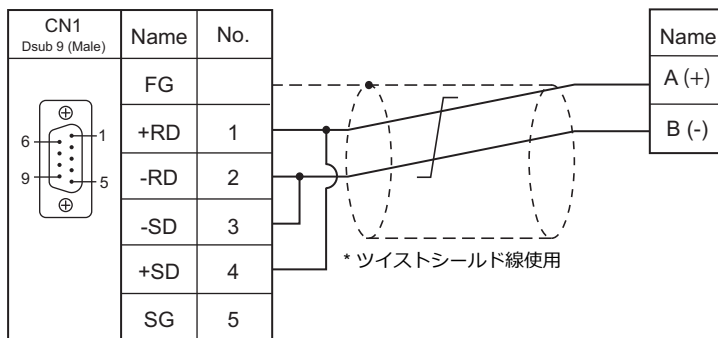 CN1
Dsub 9 (Male)
Name
No.
Name
FG
A (+)
+RD
1
B (-)
6
1
-RD
2
9
5
-SD
3
+SD
4
* ツイストシールド線使用
SG
5